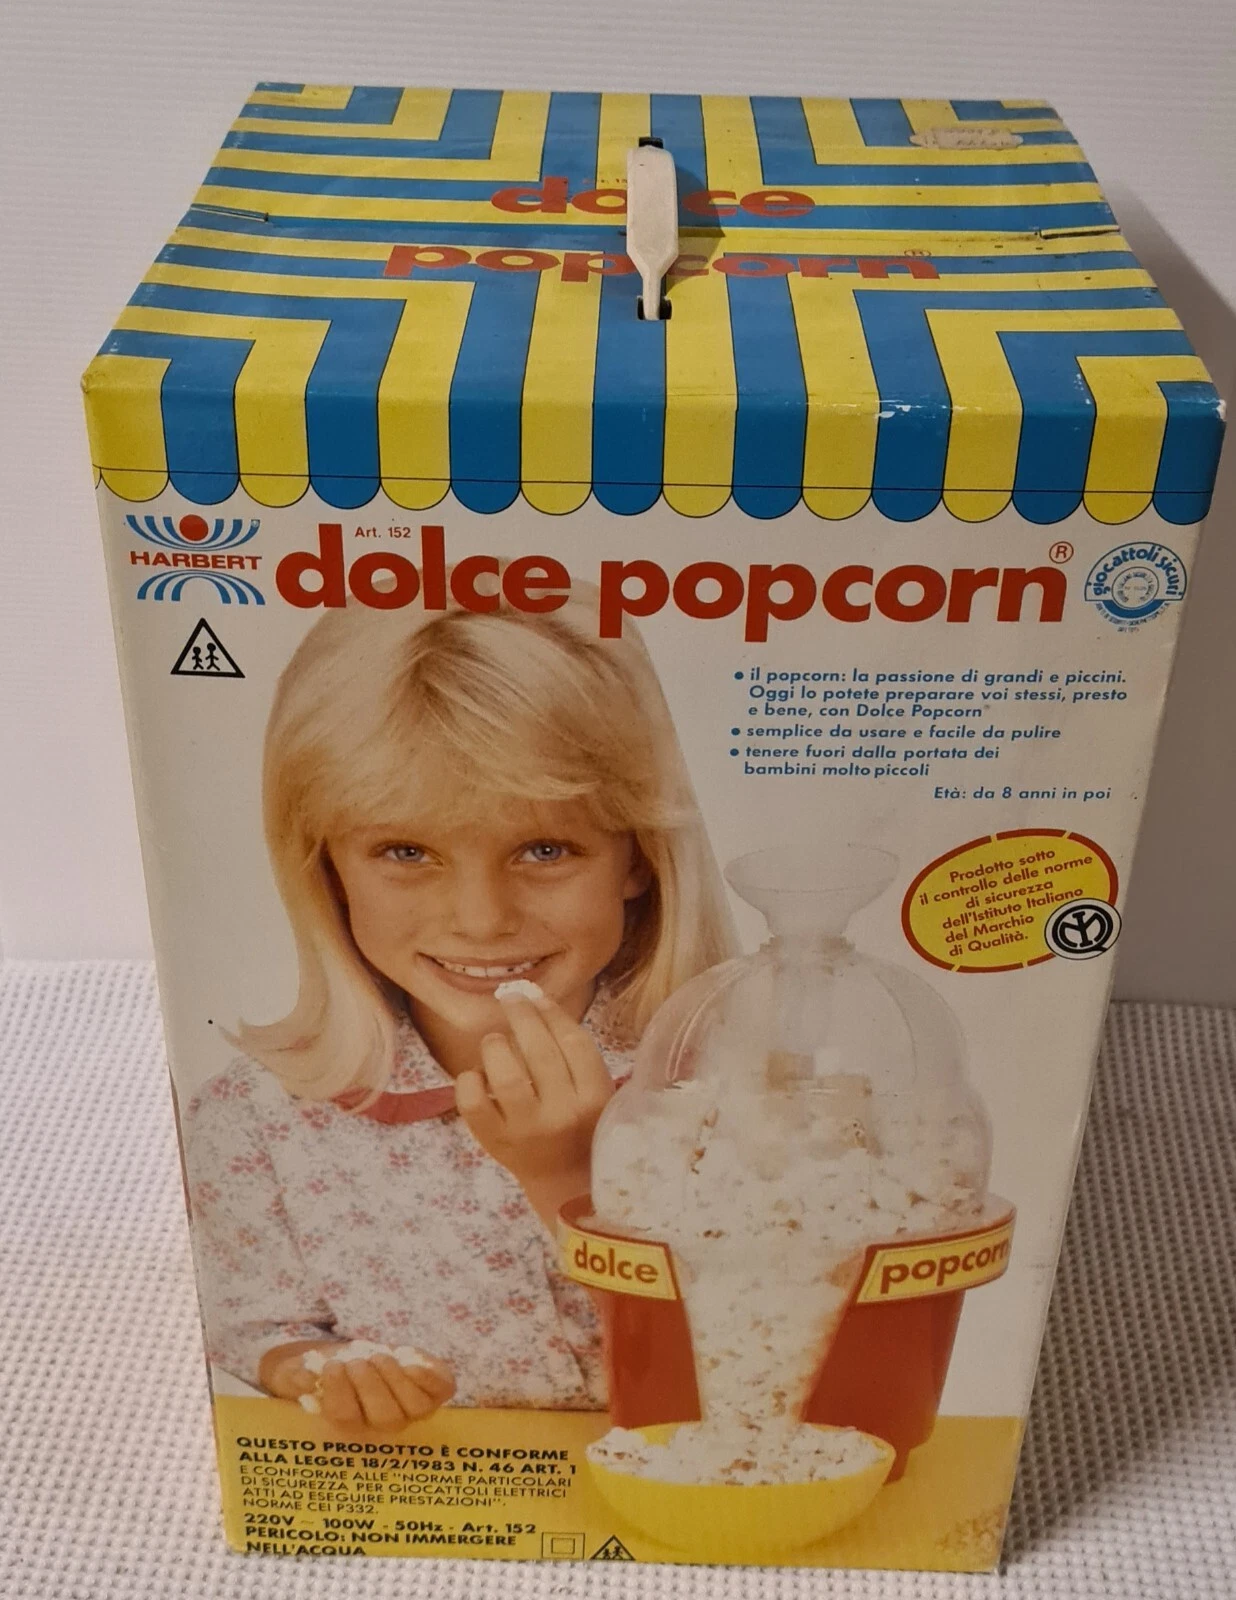 dolce
popcorn®
HARBERT
Art. 152
dolce popcorn®
giocattoli sicuri
• il popcorn: la passione di grandi e piccini.
Oggi lo potete preparare voi stessi, presto
e bene, con Dolce Popcorn®
• semplice da usare e facile da pulire
• tenere fuori dalla portata dei
bambini molto piccoli
Età: da 8 anni in poi
Prodotto sotto
il controllo delle norme
di sicurezza
dell'Istituto Italiano
del Marchio
di Qualità.
dolce
popcorn
QUESTO PRODOTTO È CONFORME
ALLA LEGGE 18/2/1983 N. 46 ART. 1
E CONFORME ALLE "NORME PARTICOLARI
DI SICUREZZA PER GIOCATTOLI ELETTRICI
ATTI AD ESEGUIRE PRESTAZIONI".
NORME CEI P332.
220V ~ 100W - 50Hz - Art. 152
PERICOLO: NON IMMERGERE
NELL'ACQUA